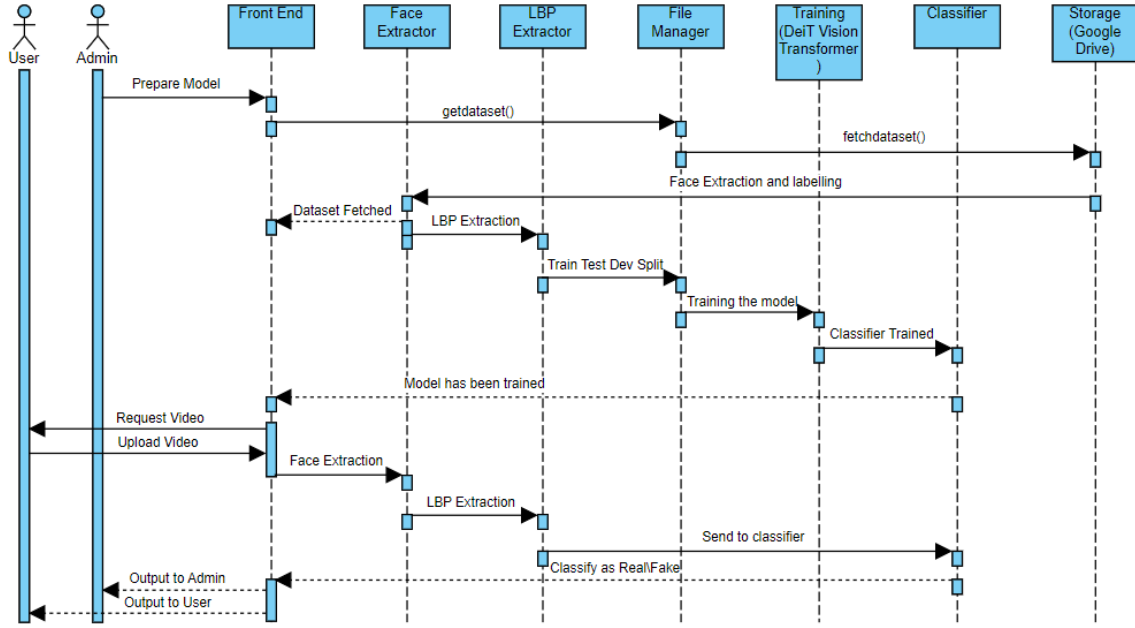 User
Admin
Front End
Face
Extractor
LBP
Extractor
File
Manager
Training
(DeiT Vision
Transformer
)
Classifier
Storage
(Google
Drive)
Prepare Model
getdataset()
fetchdataset()
Face Extraction and labelling
Dataset Fetched
LBP Extraction
Train Test Dev Split
Training the model
Classifier Trained
Model has been trained
Request Video
Upload Video
Face Extraction
LBP Extraction
Send to classifier
Classify as Real\Fake
Output to Admin
Output to User